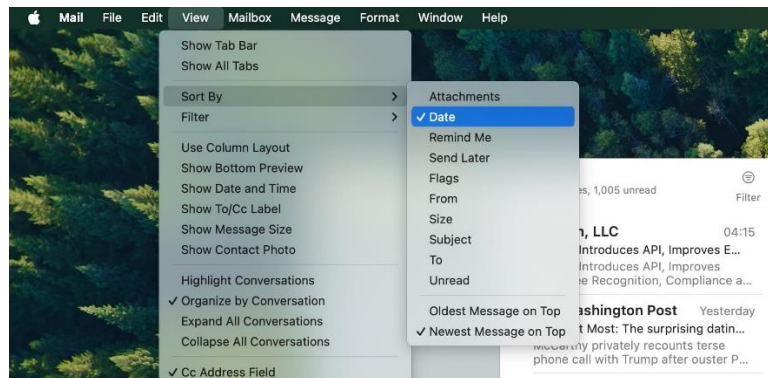 Mail File Edit View Mailbox Message Format Window Help
Show Tab Bar
Show All Tabs
Sort By
Filter
Use Column Layout
Show Bottom Preview
Show Date and Time
Show To/Cc Label
Show Message Size
Show Contact Photo
Highlight Conversations
✓ Organize by Conversation
Expand All Conversations
Collapse All Conversations
✓ Cc Address Field
Attachments
✓ Date
Remind Me
Send Later
Flags
From
Size
Subject
To
Unread
Oldest Message on Top
✓ Newest Message on Top
1,005 unread
Filter
LLC 04:15
Introduces API, Improves E...
Introduces API, Improves
Recognition, Compliance a...
Post Yesterday
Most: The surprising datin...
McCarthy privately recounts terse
phone call with Trump after ouster P...